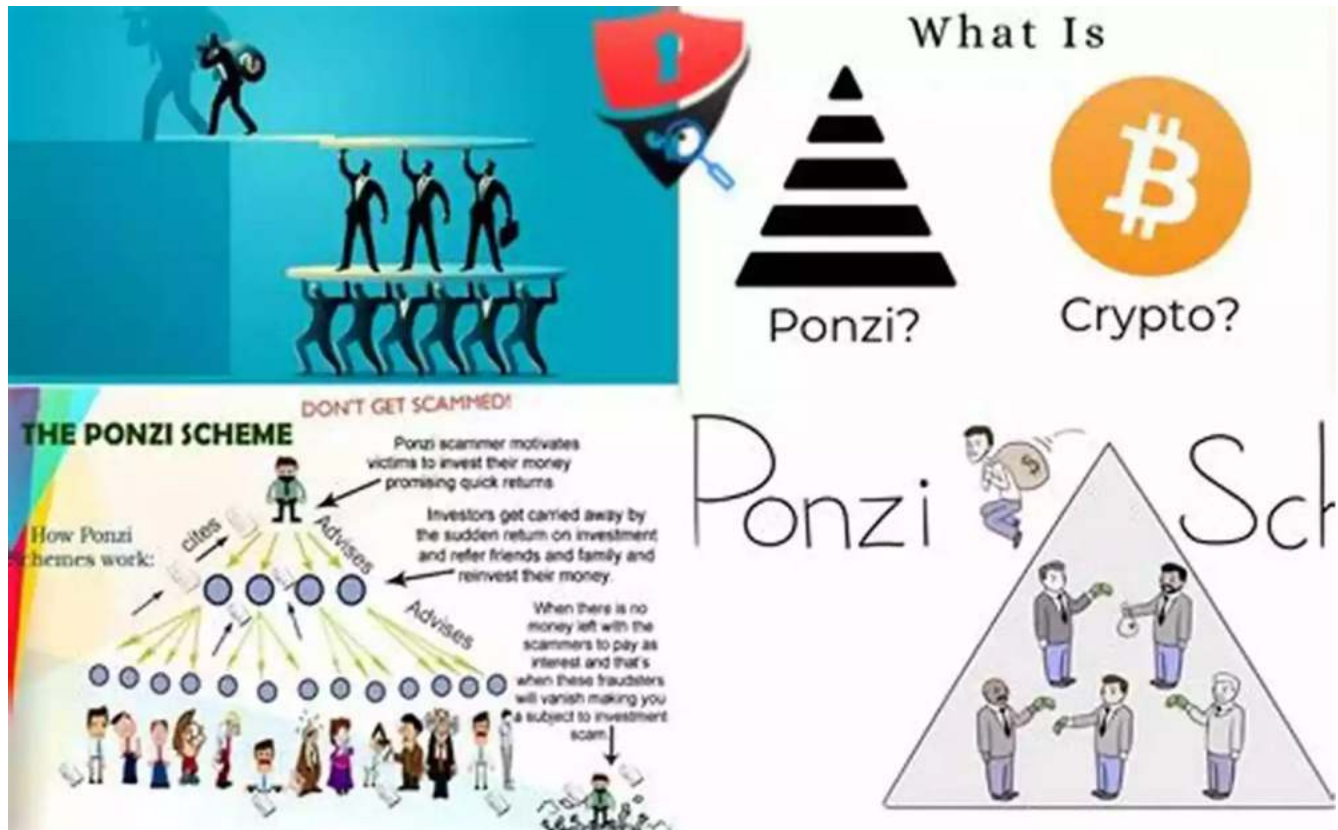 What Is
Ponzi?
Crypto?
DON'T GET SCAMMED!
THE PONZI SCHEME
Ponzi scammer motivates
victims to invest their money
promising quick returns
How Ponzi
chemes work:
cites
Advises
Investors get carried away by
the sudden return on investment
and refer friends and family and
reinvest their money.
Advises
When there is no
money left with the
scammers to pay as
interest and that's
when these fraudsters
will vanish making you
a subject to investment
scam
Ponzi Sch
$